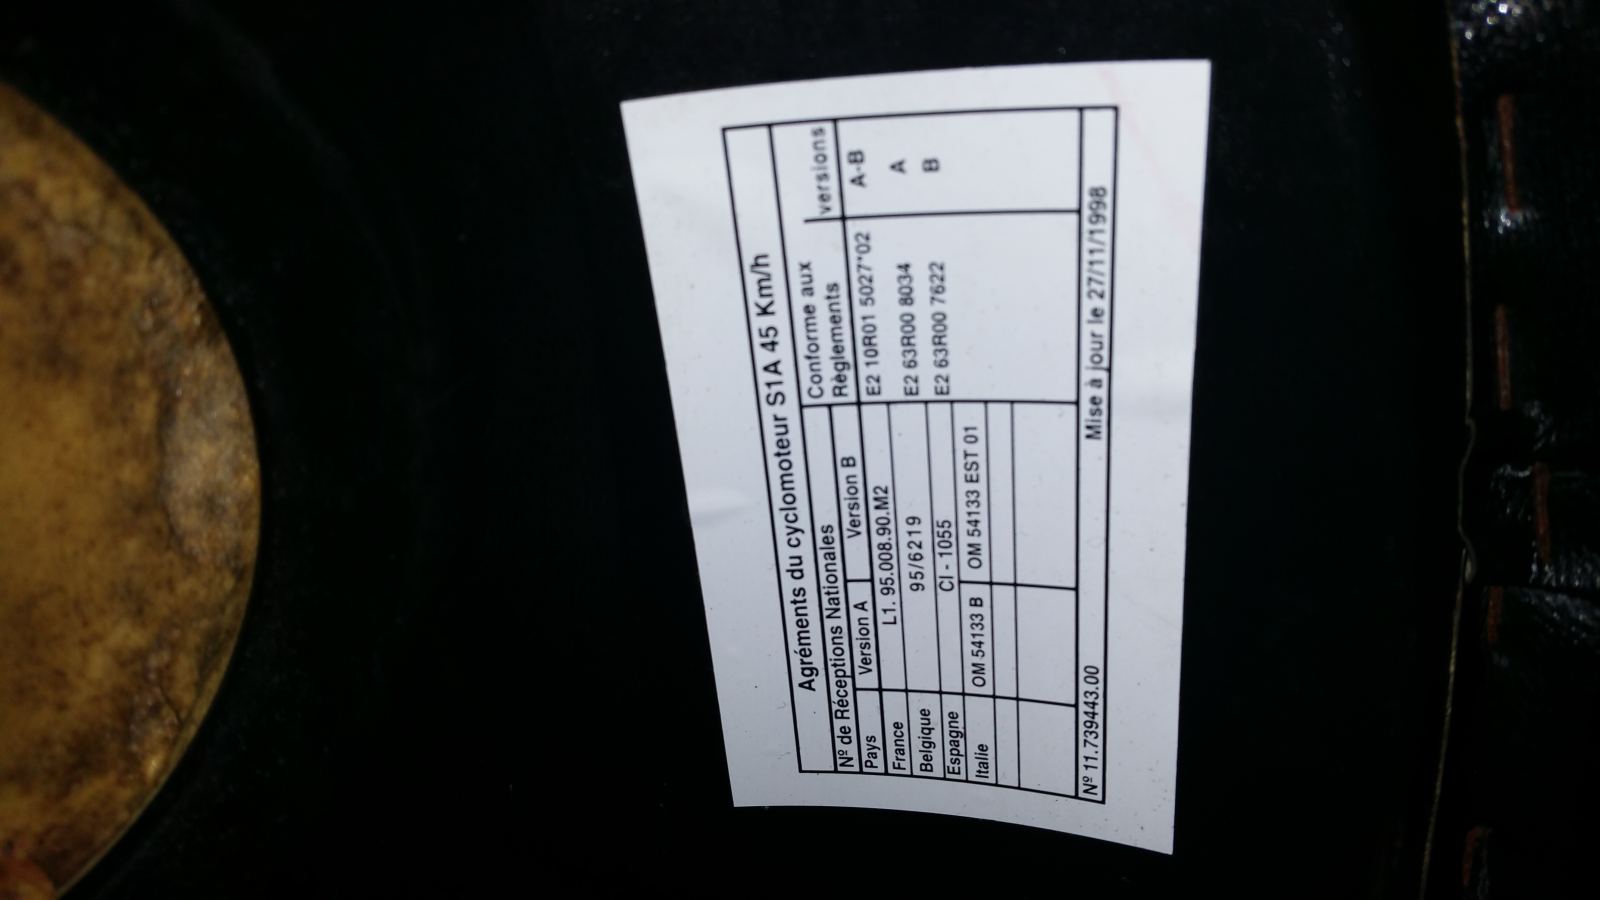 Agréments du cyclomoteur S1A 45 Km/h
Nº de Réceptions Nationales
Conforme aux
Règlements
versions
Pays
Version A
Version B
E2 10R01 5027*02
A-B
France
L1. 95.008.90.M2
E2 63R00 8034
A
Belgique
95/6219
E2 63R00 7622
B
Espagne
CI - 1055
Italie
OM 54133 B
OM 54133 EST 01
Nº 11.739443.00
Mise à jour le 27/11/1998